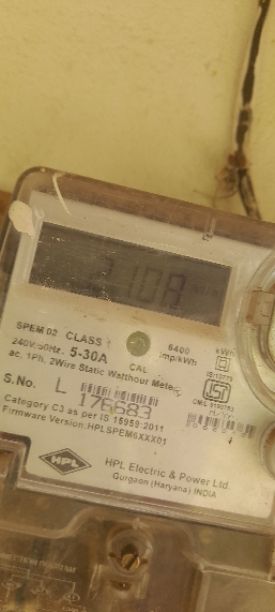 SPEM 02 CLASS 1
240V.50Hz. 5-30A CAL 6400 imp/kWh kWh
ac, 1Ph, 2Wire Static Watthour Meter
S.No. L 176683
Category C3 as per IS 15959:2011
Firmware Version:HPLSPEM6XXX01
HPL
HPL Electric & Power Ltd.
Gurgaon (Haryana) INDIA